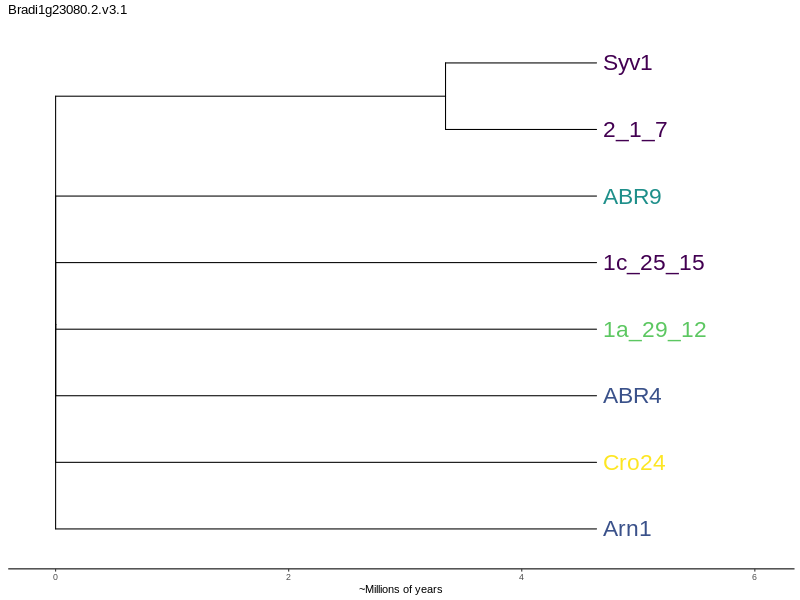 Bradi1g23080.2.v3.1
Syv1
2_1_7
ABR9
1c_25_15
1a_29_12
ABR4
Cro24
Arn1
0 2 4 6
~Millions of years